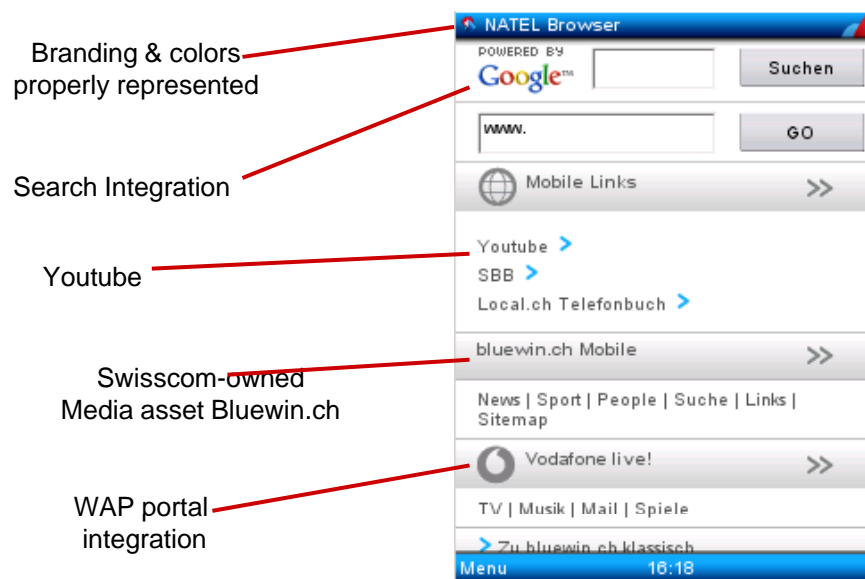 Branding & colors
properly represented
Search Integration
Youtube
Swisscom-owned
Media asset Bluewin.ch
WAP portal
integration
NATEL Browser
POWERED BY
Google™
Suchen
www.
GO
Mobile Links
Youtube
SBB
Local.ch Telefonbuch
bluewin.ch Mobile
News | Sport | People | Suche | Links |
Sitemap
Vodafone live!
TV | Musik | Mail | Spiele
Zu bluewin.ch klassisch
Menu 16:18